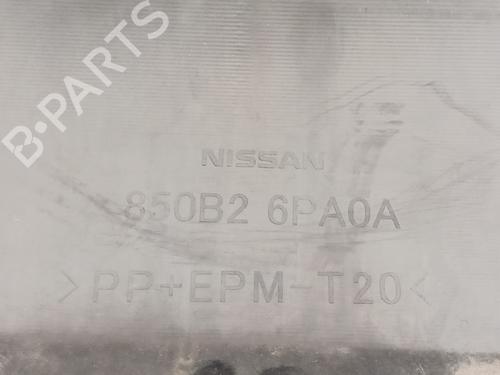 B-PARTS
NISSAN
850B2 6PA0A
>PP+EPM-T20<